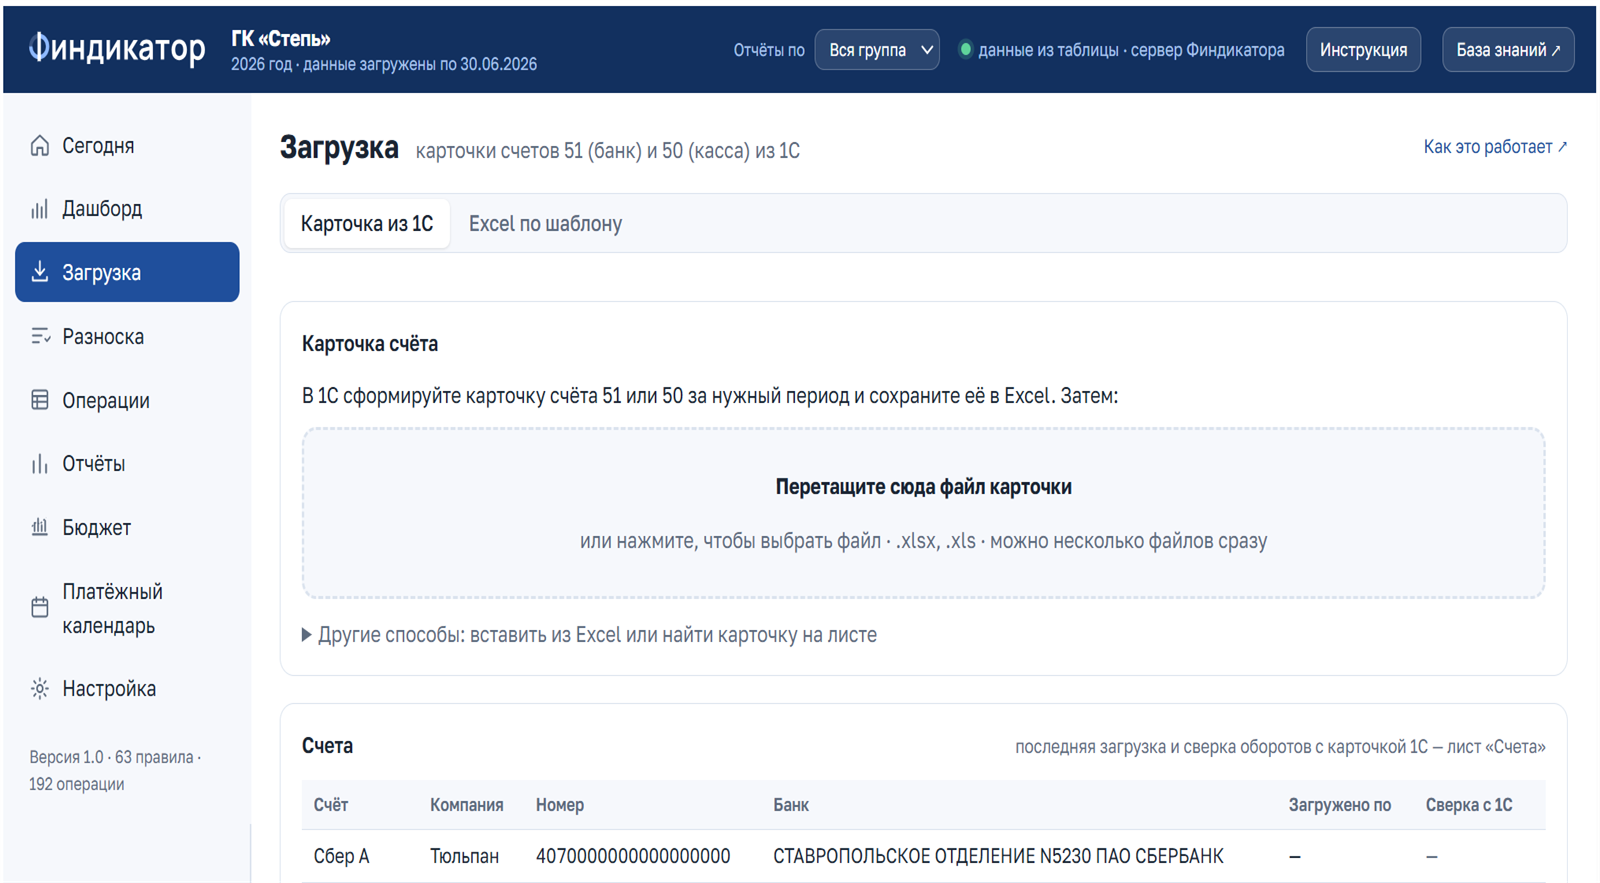 Финдикатор
ГК «Степь»
2026 год · данные загружены по 30.06.2026
Отчёты по
Вся группа
данные из таблицы · сервер Финдикатора
Инструкция
База знаний ↗
Сегодня
Дашборд
Загрузка
Разноска
Операции
Отчёты
Бюджет
Платёжный
календарь
Настройка
Версия 1.0 · 63 правила ·
192 операции
Загрузка карточки счетов 51 (банк) и 50 (касса) из 1С
Как это работает ↗
Карточка из 1С
Excel по шаблону
Карточка счёта
В 1С сформируйте карточку счёта 51 или 50 за нужный период и сохраните её в Excel. Затем:
Перетащите сюда файл карточки
или нажмите, чтобы выбрать файл · .xlsx, .xls · можно несколько файлов сразу
Другие способы: вставить из Excel или найти карточку на листе
Счета
последняя загрузка и сверка оборотов с карточкой 1С — лист «Счета»
Счёт Компания Номер Банк Загружено по Сверка с 1С
Сбер А Тюльпан 40700000000000000000 СТАВРОПОЛЬСКОЕ ОТДЕЛЕНИЕ N5230 ПАО СБЕРБАНК – –